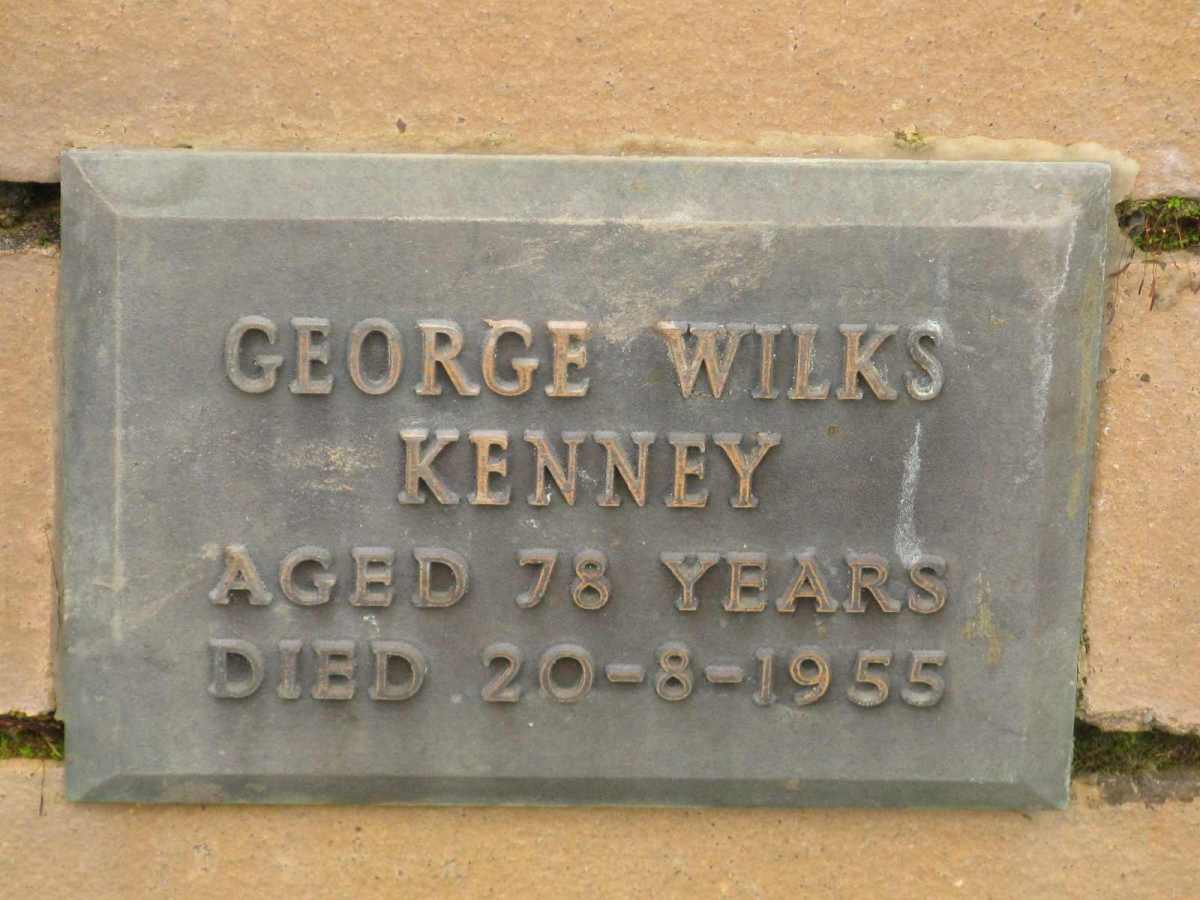 GEORGE WILKS
KENNEY
AGED 78 YEARS
DIED 20-8-1955